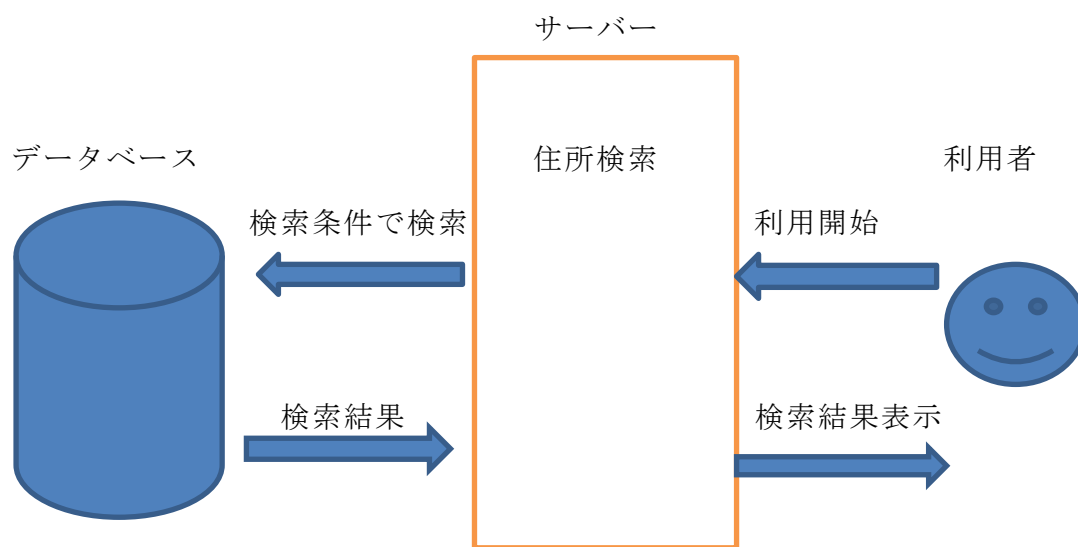 サーバー
データベース
住所検索
利用者
検索条件で検索
利用開始
検索結果
検索結果表示